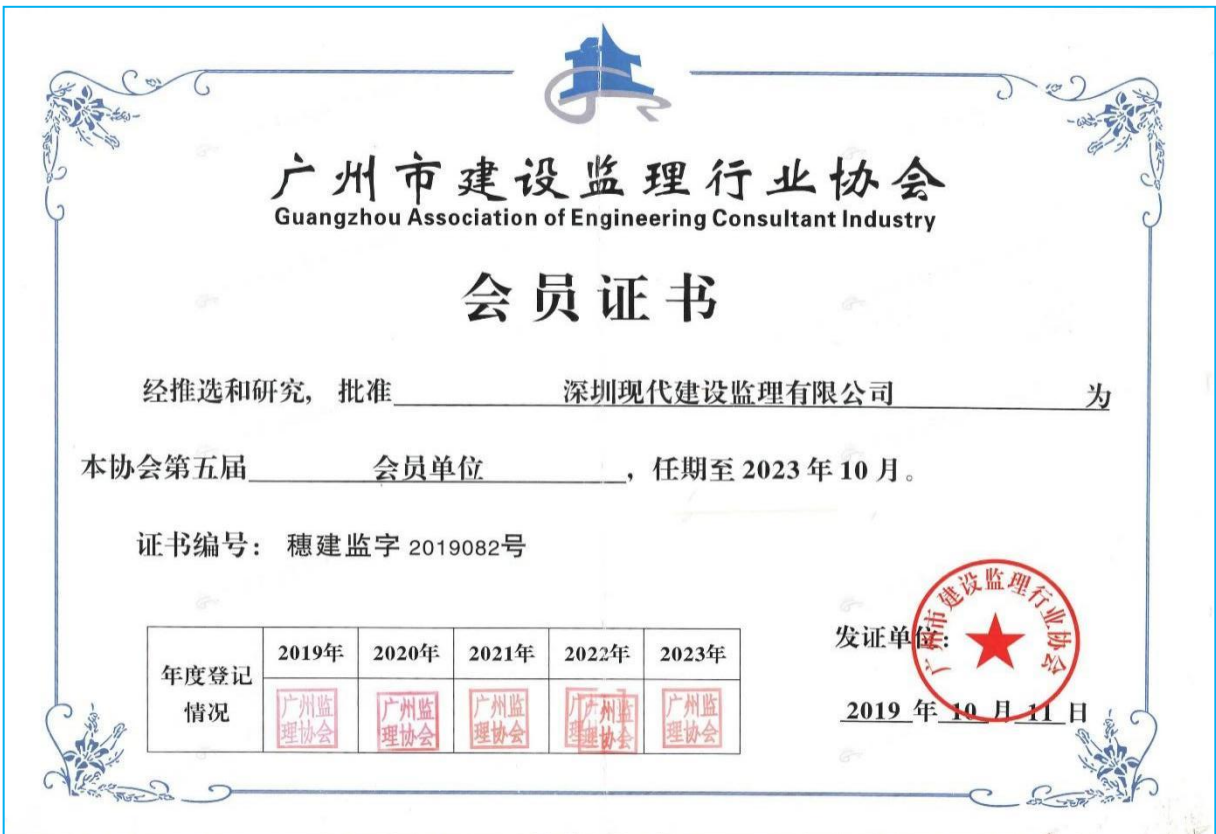 广州市建设监理行业协会
Guangzhou Association of Engineering Consultant Industry
会员证书
经推选和研究, 批准 深圳现代建设监理有限公司 为
本协会第五届 会员单位 , 任期至 2023 年 10 月。
证书编号: 穗建监字 2019082号
年度登记情况 2019年 2020年 2021年 2022年 2023年
广州监理协会 广州监理协会 广州监理协会 广州监理协会 广州监理协会
发证单位:
广州市建设监理行业协会
2019 年 10 月 11 日